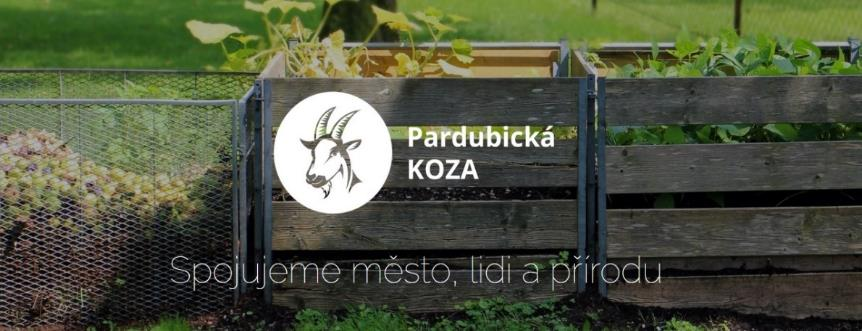 Pardubická
KOZA
Spojujeme město, lidi a přírodu